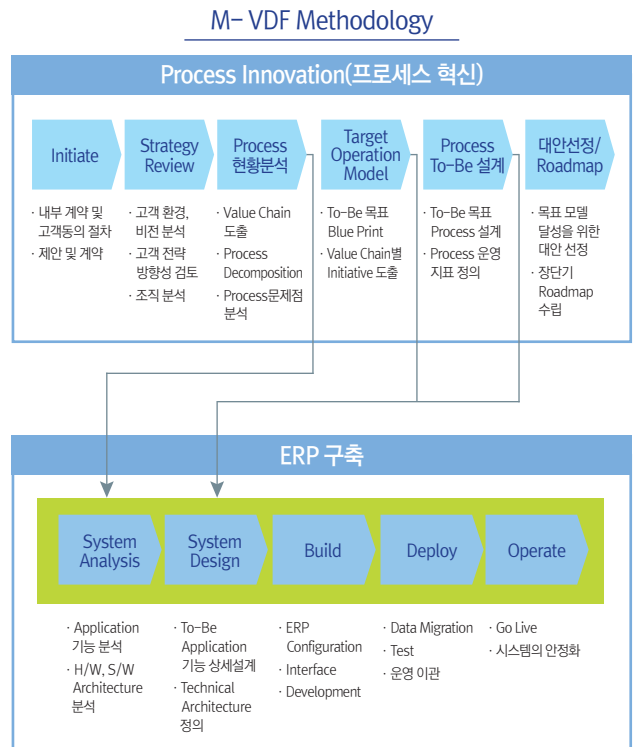 M- VDF Methodology
Process Innovation(프로세스 혁신)
Initiate
Strategy
Review
Process
현황분석
Target
Operation
Model
Process
To-Be 설계
대안선정/
Roadmap
· 내부 계약 및
고객동의 절차
· 제안 및 계약
· 고객 환경,
비전 분석
· 고객 전략
방향성 검토
· 조직 분석
· Value Chain
도출
· Process
Decomposition
· Process문제점
분석
· To-Be 목표
Blue Print
· Value Chain별
Initiative 도출
· To-Be 목표
Process 설계
· Process 운영
지표 정의
· 목표 모델
달성을 위한
대안 선정
· 장단기
Roadmap
수립
ERP 구축
System
Analysis
System
Design
Build
Deploy
Operate
· Application
기능 분석
· H/W, S/W
Architecture
분석
· To-Be
Application
기능 상세설계
· Technical
Architecture
정의
· ERP
Configuration
· Interface
· Development
· Data Migration
· Test
· 운영 이관
· Go Live
· 시스템의 안정화